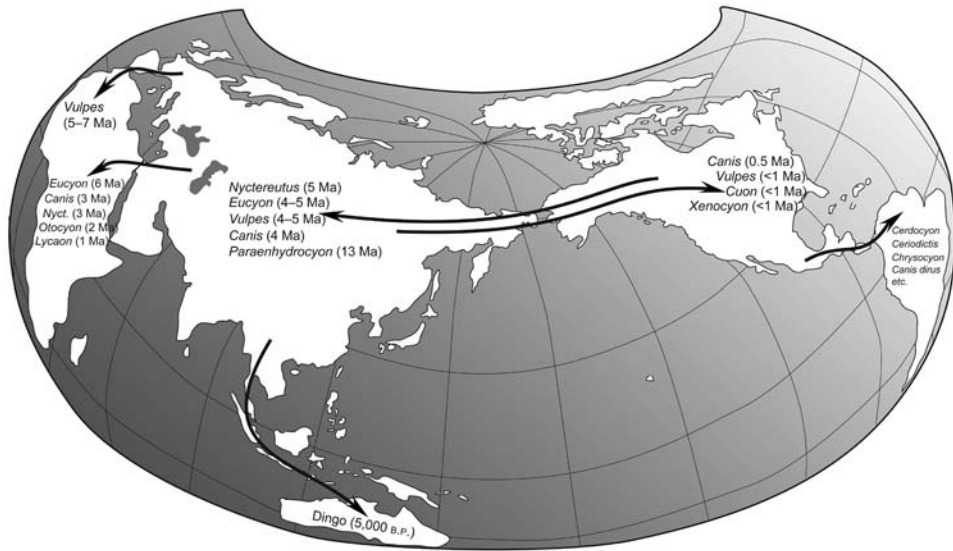 Vulpes
(5–7 Ma)
Eucyon (6 Ma)
Canis (3 Ma)
Nyct. (3 Ma)
Otocyon (2 Ma)
Lycaon (1 Ma)
Nyctereutus (5 Ma)
Eucyon (4–5 Ma)
Vulpes (4–5 Ma)
Canis (4 Ma)
Paraenhydrocyon (13 Ma)
Canis (0.5 Ma)
Vulpes (<1 Ma)
Cuon (<1 Ma)
Xenocyon (<1 Ma)
Cerdocyon
Ceriodictis
Chrysocyon
Canis dirus
etc.
Dingo (5,000 B.P.)